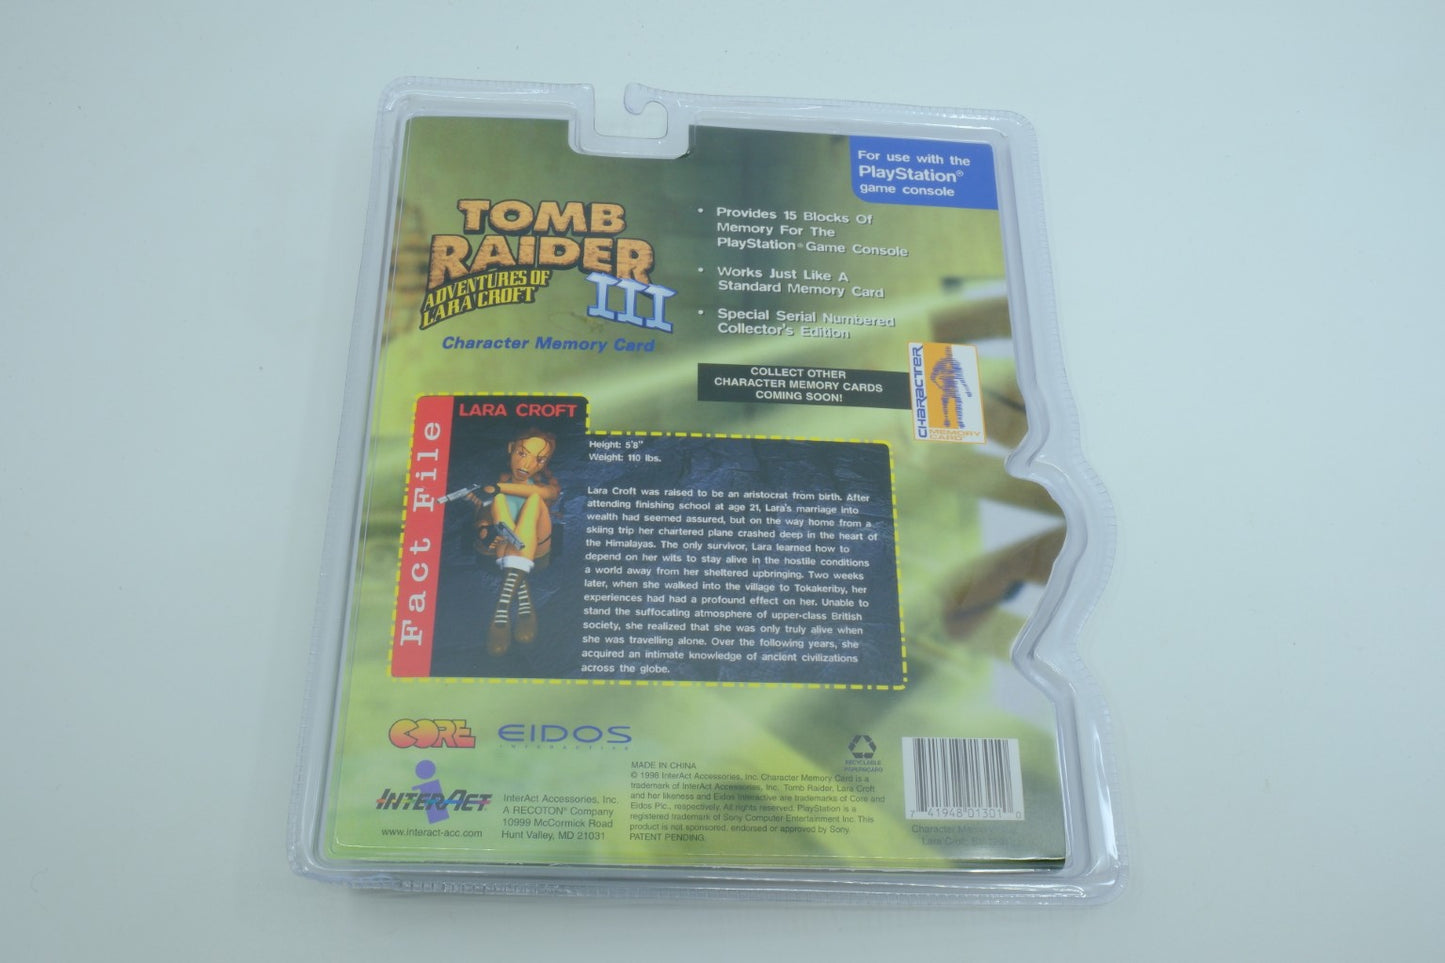 For use with the
PlayStation®
game console
TOMB
RAIDER
III
ADVENTURES OF
LARA CROFT
Character Memory Card
• Provides 15 Blocks Of
Memory For The
PlayStation® Game Console
• Works Just Like A
Standard Memory Card
• Special Serial Numbered
Collector's Edition
COLLECT OTHER
CHARACTER MEMORY CARDS
COMING SOON!
CHARACTER
MEMORY
CARD
Fact File
LARA CROFT
Height: 5'8"
Weight: 110 lbs.
Lara Croft was raised to be an aristocrat from birth. After
attending finishing school at age 21, Lara's marriage into
wealth had seemed assured, but on the way home from a
skiing trip her chartered plane crashed deep in the heart of
the Himalayas. The only survivor, Lara learned how to
depend on her wits to stay alive in the hostile conditions
a world away from her sheltered upbringing. Two weeks
later, when she walked into the village to Tokakeriby, her
experiences had had a profound effect on her. Unable to
stand the suffocating atmosphere of upper-class British
society, she realized that she was only truly alive when
she was travelling alone. Over the following years, she
acquired an intimate knowledge of ancient civilizations
across the globe.
CORE
EIDOS
INTERACTIVE
INTERACT
www.interact-acc.com
InterAct Accessories, Inc.
A RECOTON® Company
10999 McCormick Road
Hunt Valley, MD 21031
MADE IN CHINA
© 1998 InterAct Accessories, Inc. Character Memory Card is a
trademark of InterAct Accessories, Inc. Tomb Raider, Lara Croft
and her likeness and Eidos Interactive are trademarks of Core and
Eidos Plc., respectively. All rights reserved. PlayStation is a
registered trademark of Sony Computer Entertainment Inc. This
product is not sponsored, endorsed or approved by Sony.
PATENT PENDING.
RECYCLABLE
PAPERBOARD
7 41948 01301 0
Character Memory
Lara Croft